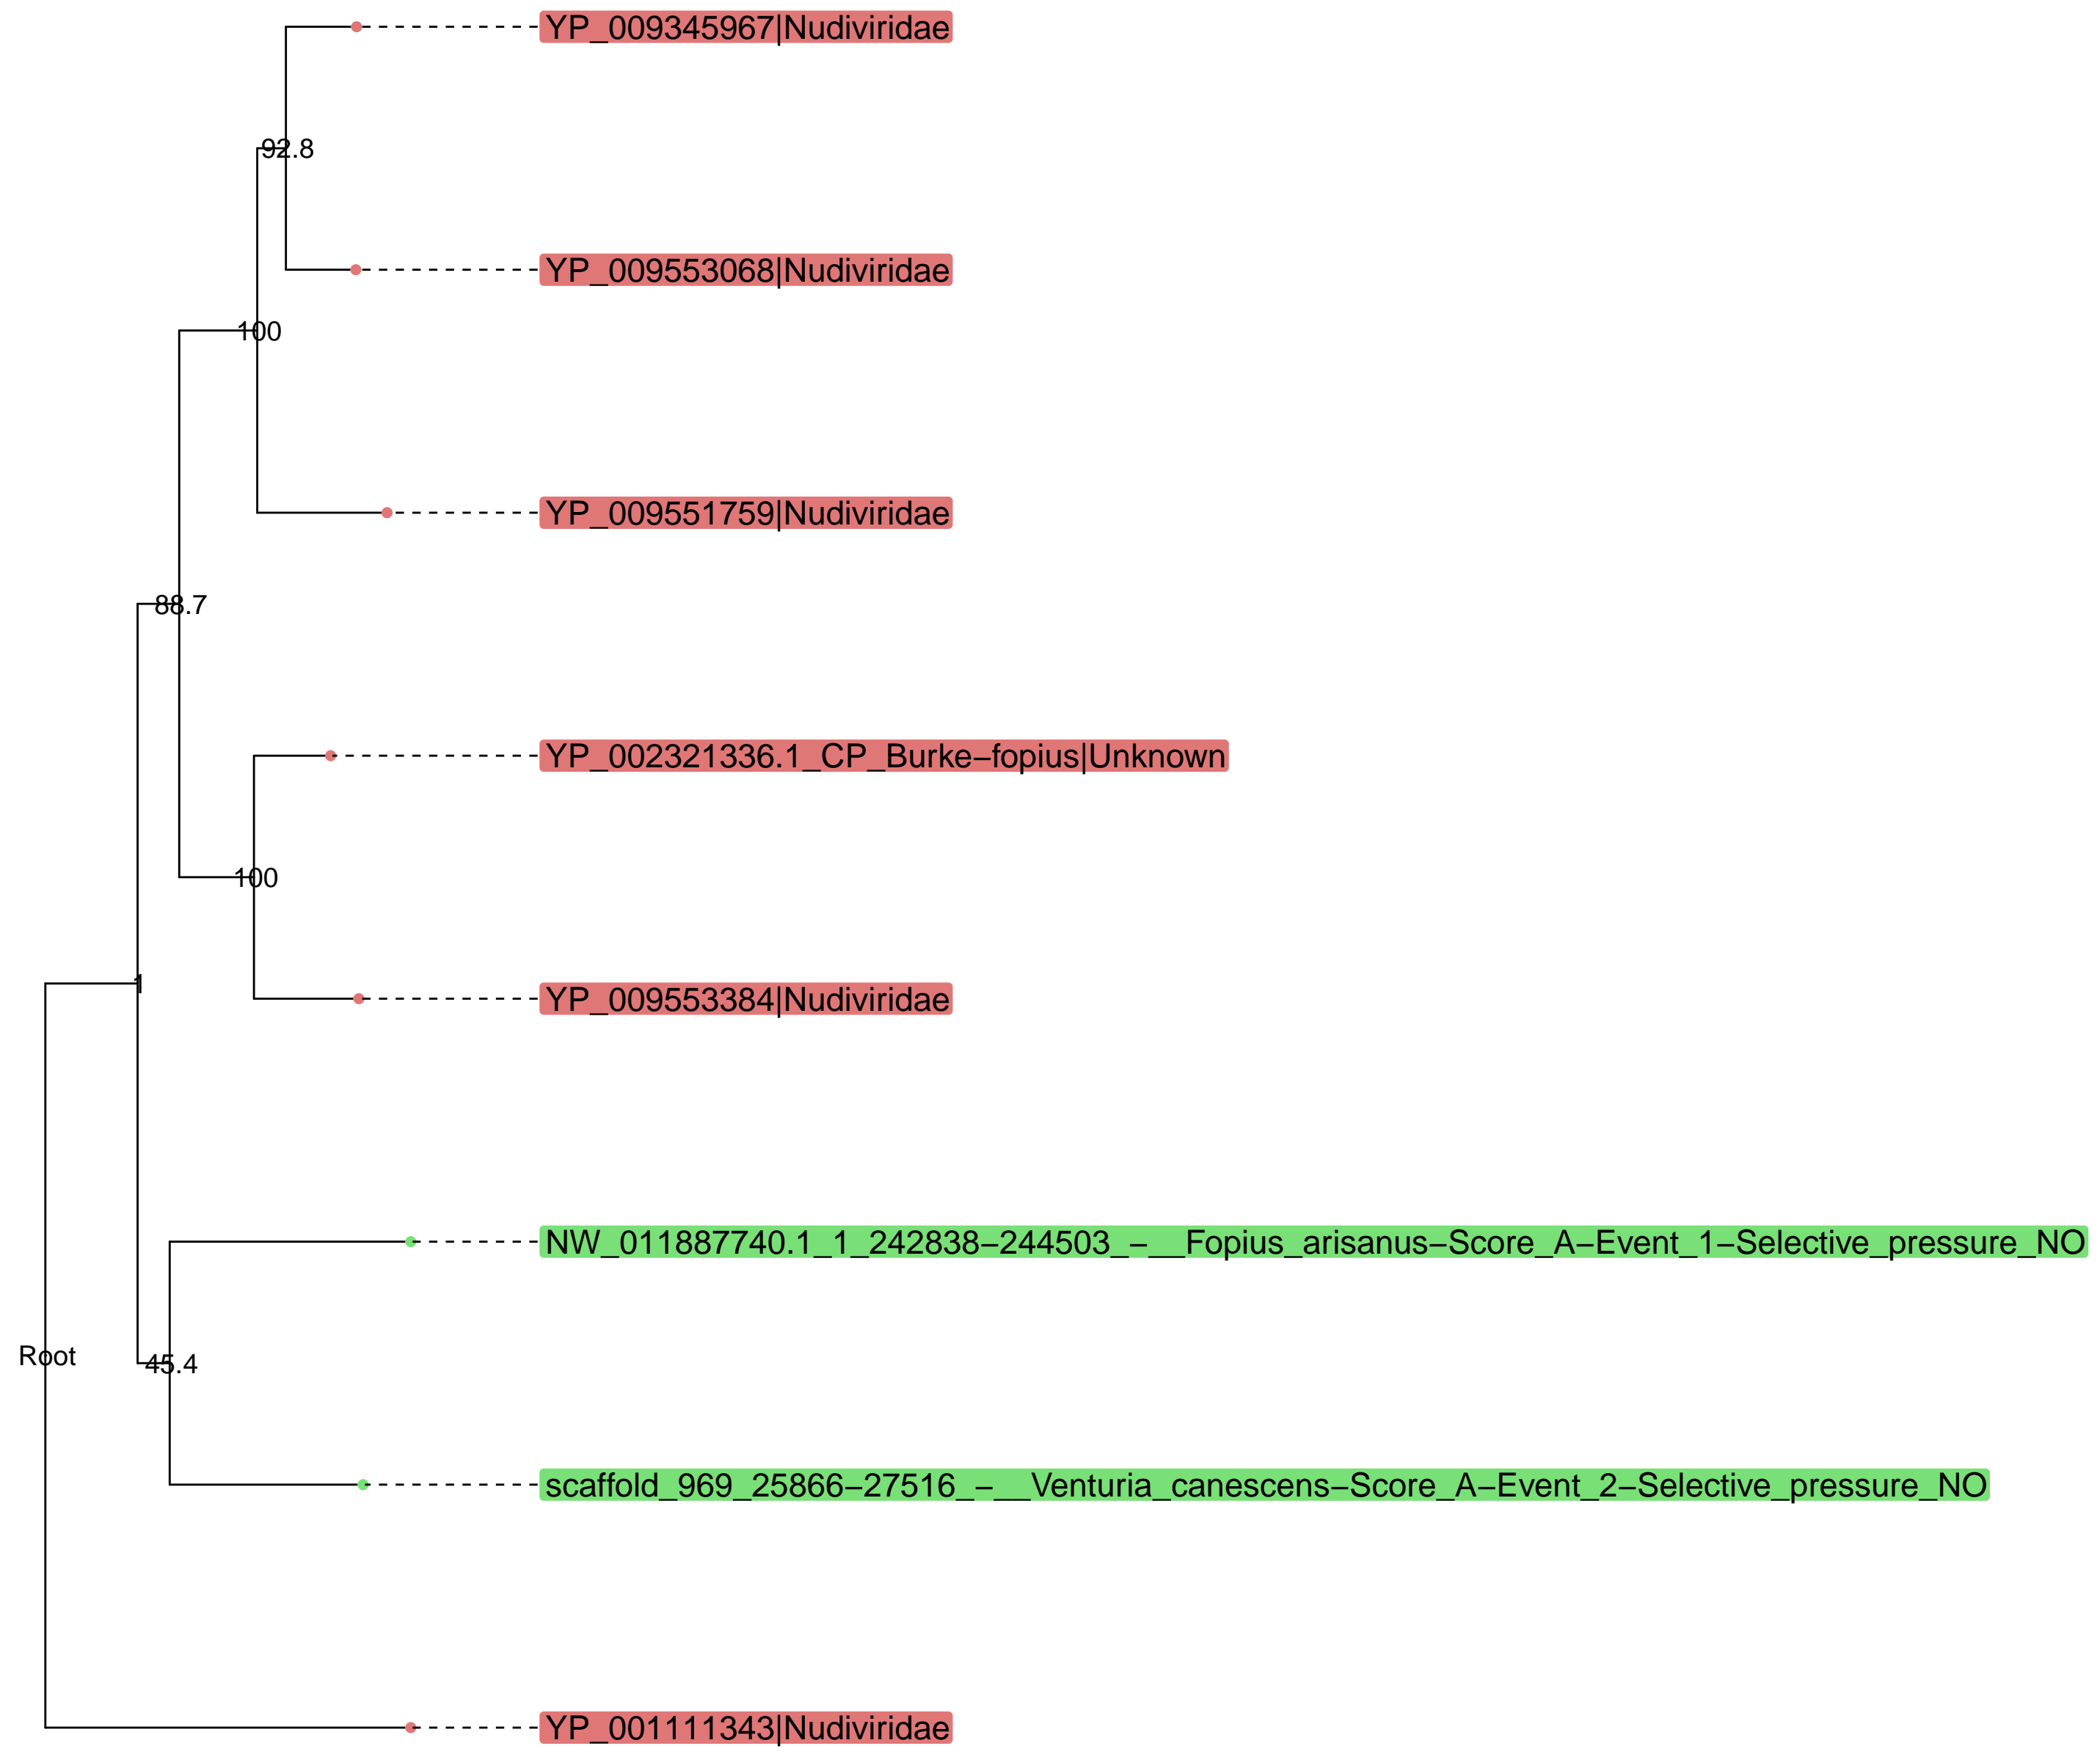 YP_009345967|Nudiviridae
92.8
YP_009553068|Nudiviridae
100
YP_009551759|Nudiviridae
88.7
YP_002321336.1_CP_Burke−fopius|Unknown
100
1
YP_009553384|Nudiviridae
NW_011887740.1_1_242838−244503_−__Fopius_arisanus−Score_A−Event_1−Selective_pressure_NO
Root
45.4
scaffold_969_25866−27516_−__Venturia_canescens−Score_A−Event_2−Selective_pressure_NO
YP_001111343|Nudiviridae